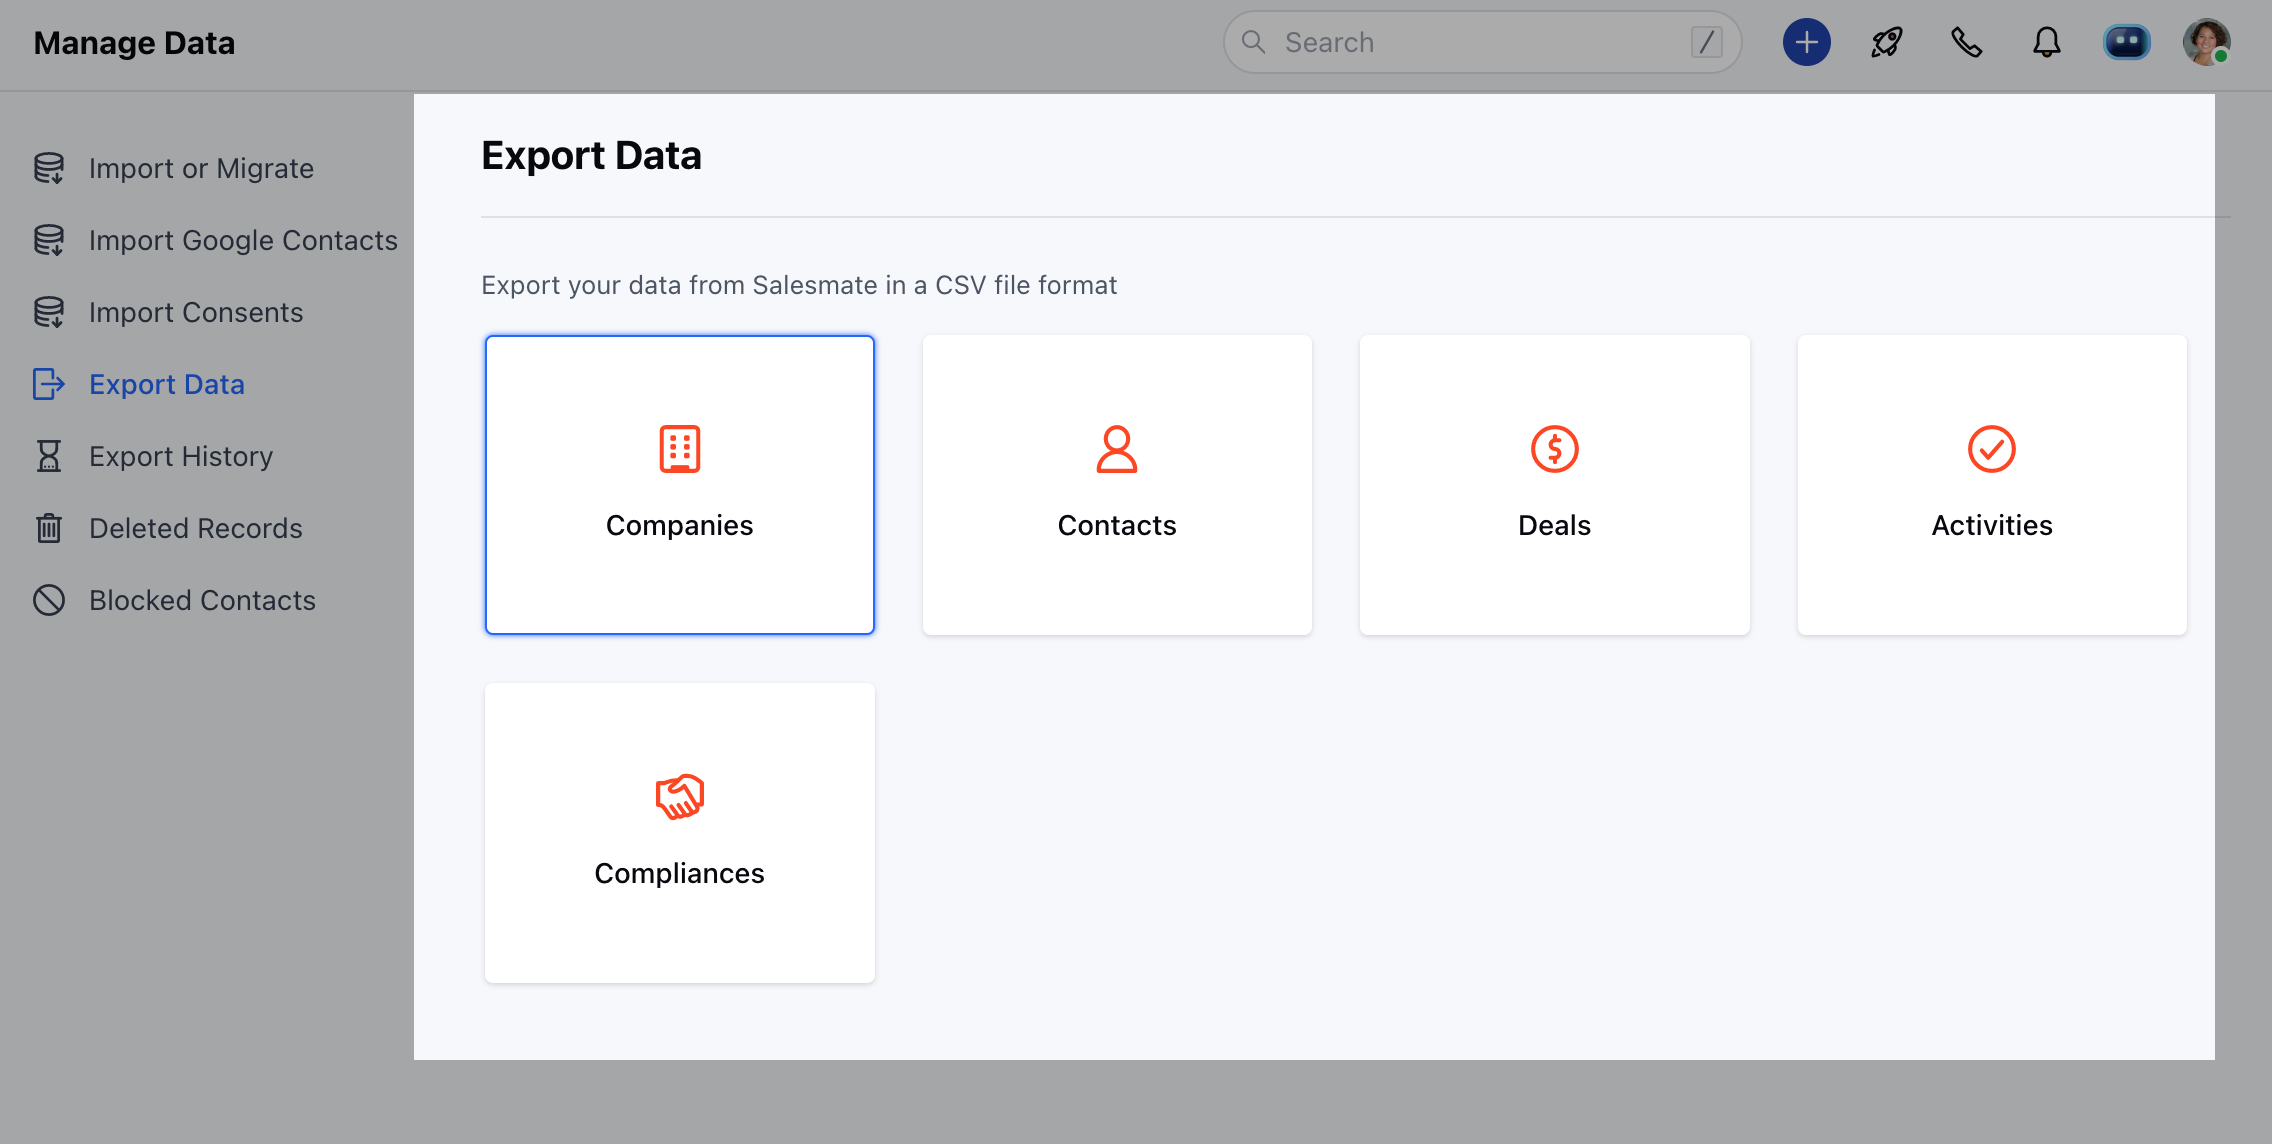 Manage Data
Search /
Import or Migrate
Import Google Contacts
Import Consents
Export Data
Export History
Deleted Records
Blocked Contacts
Export Data
Export your data from Salesmate in a CSV file format
Companies
Contacts
Deals
Activities
Compliances